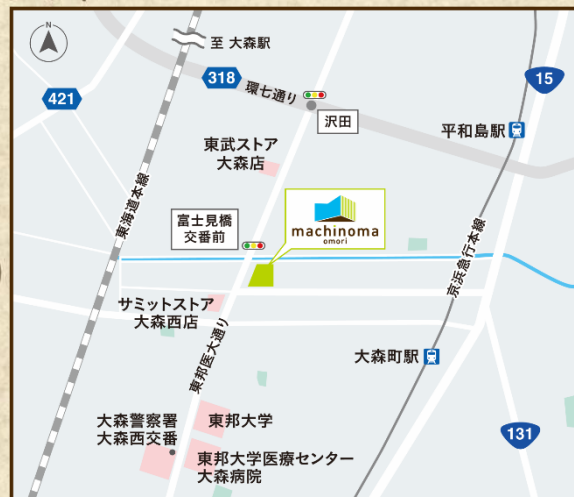 N
至 大森駅
421
318
環七通り
15
沢田
平和島駅
東武ストア
大森店
東海道本線
富士見橋
交番前
machinoma
omori
京浜急行本線
サミットストア
大森西店
東邦医大通り
大森町駅
大森警察署
大森西交番
東邦大学
131
東邦大学医療センター
大森病院